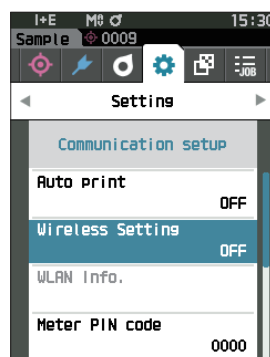 I+E M0 15:30
Sample 0009
-JOB
Setting
Communication setup
Auto print
OFF
Wireless Setting
OFF
WLAN Info.
Meter PIN code
0000